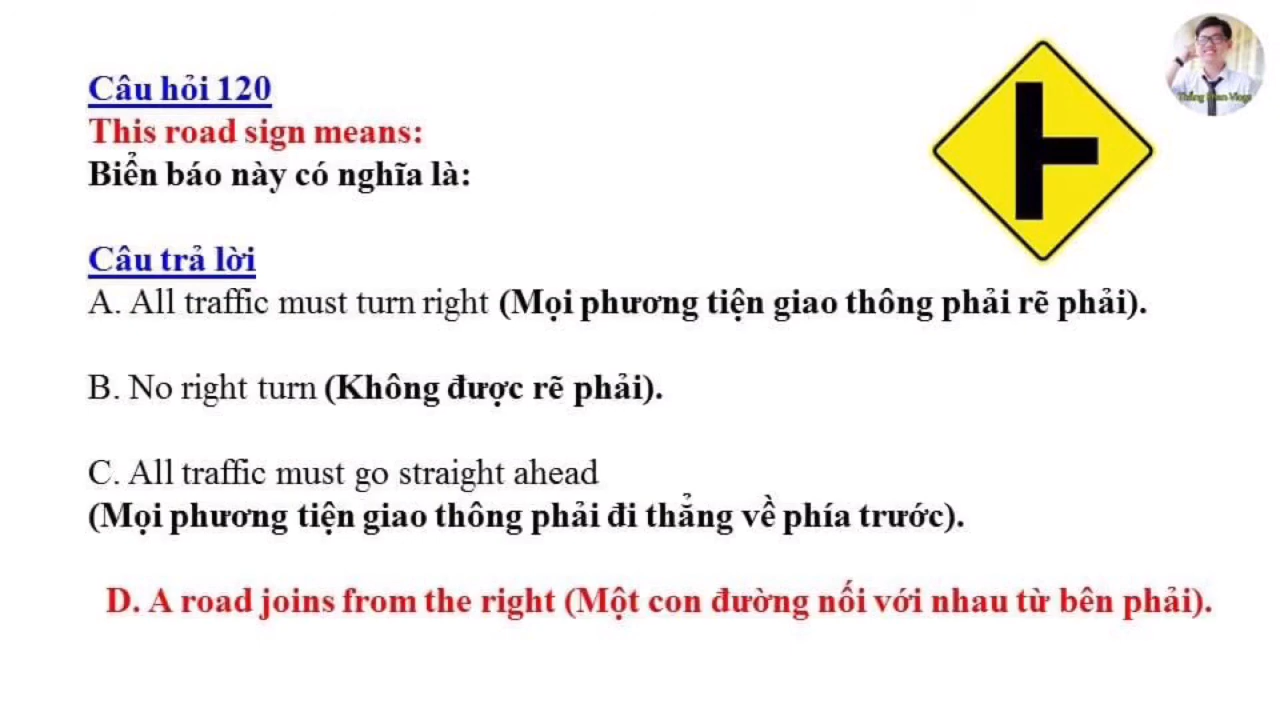 Câu hỏi 120
This road sign means:
Biển báo này có nghĩa là:
Câu trả lời
A. All traffic must turn right (Mọi phương tiện giao thông phải rẽ phải).
B. No right turn (Không được rẽ phải).
C. All traffic must go straight ahead
(Mọi phương tiện giao thông phải đi thẳng về phía trước).
D. A road joins from the right (Một con đường nối với nhau từ bên phải).